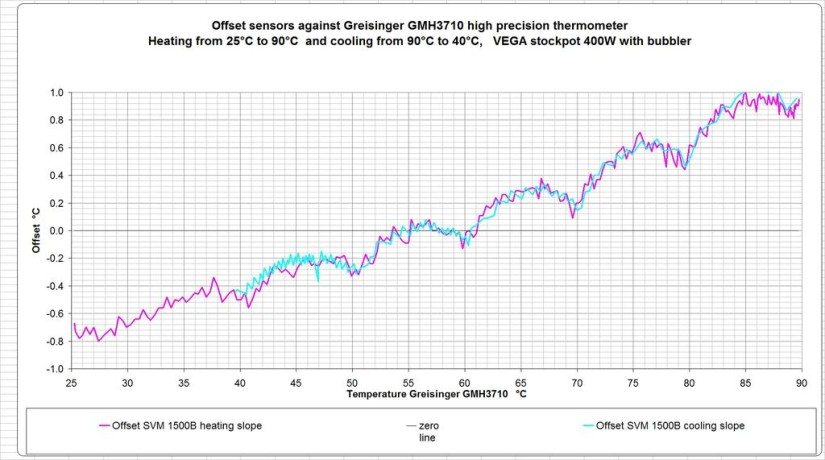 Offset sensors against Greisinger GMH3710 high precision thermometer
Heating from 25°C to 90°C and cooling from 90°C to 40°C, VEGA stockpot 400W with bubbler
1.0
0.8
0.6
0.4
0.2
0.0
-0.2
-0.4
-0.6
-0.8
-1.0
Offset °C
25 30 35 40 45 50 55 60 65 70 75 80 85 90
Temperature Greisinger GMH3710 °C
Offset SVM 1500B heating slope
zero
line
Offset SVM 1500B cooling slope